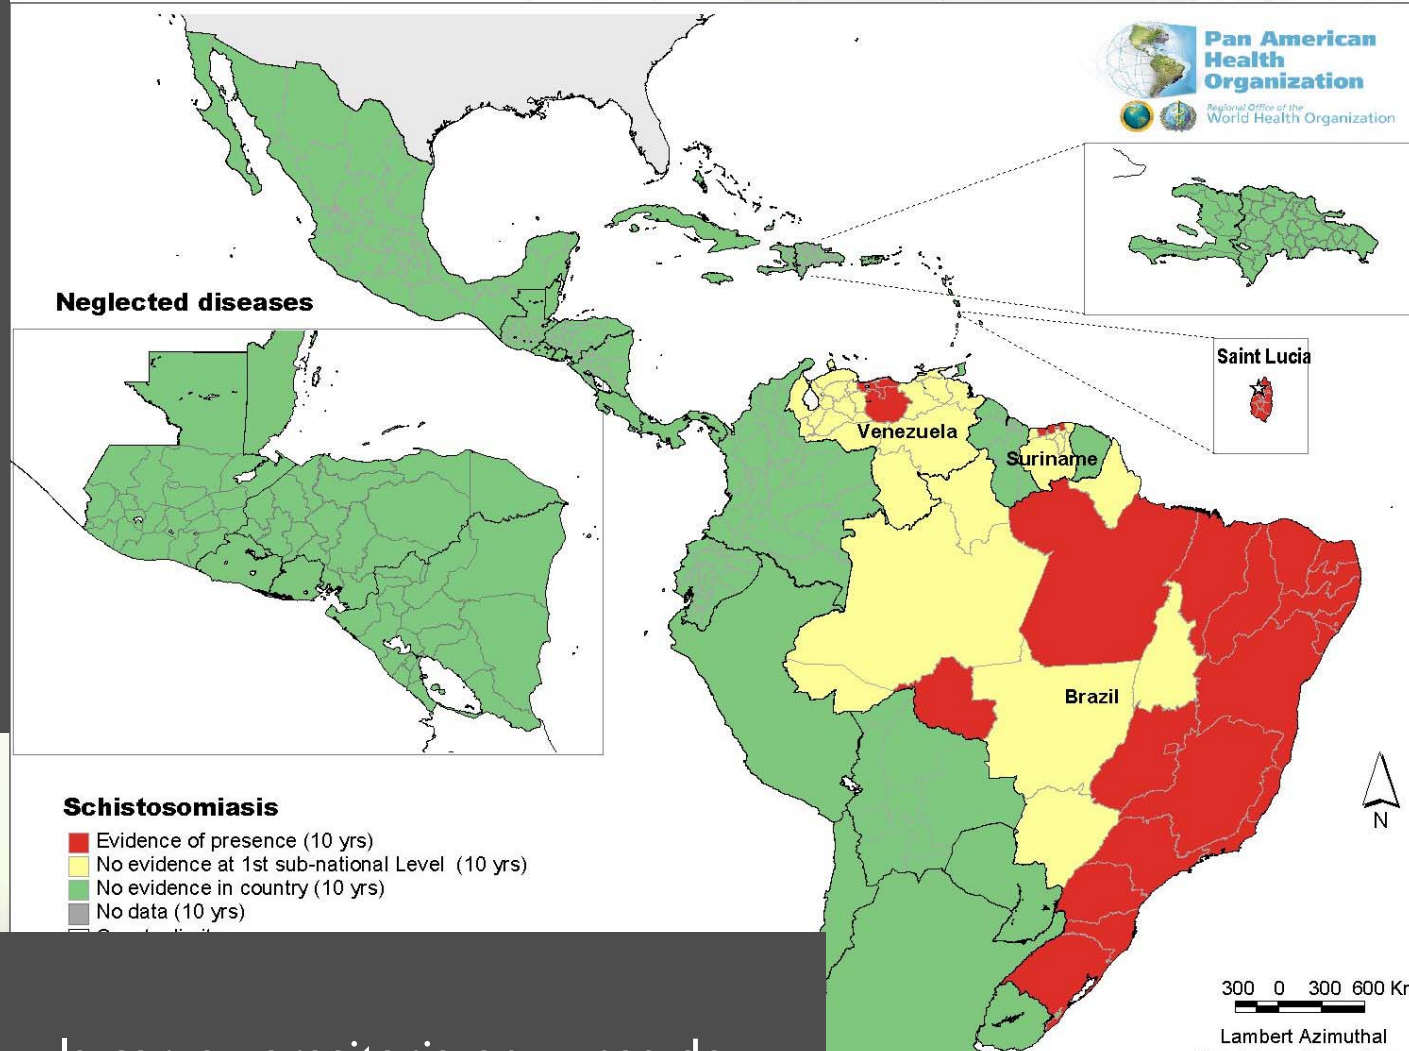 Pan American
Health
Organization
Regional Office of the
World Health Organization
Neglected diseases
Saint Lucia
Venezuela
Suriname
Brazil
Schistosomiasis
Evidence of presence (10 yrs)
No evidence at 1st sub-national Level (10 yrs)
No evidence in country (10 yrs)
No data (10 yrs)
N
300 0 300 600
Lambert Azimuthal